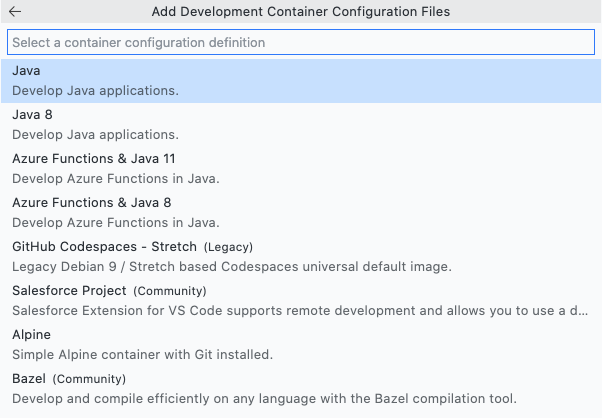 Add Development Container Configuration Files
Select a container configuration definition
Java
Develop Java applications.
Java 8
Develop Java applications.
Azure Functions & Java 11
Develop Azure Functions in Java.
Azure Functions & Java 8
Develop Azure Functions in Java.
GitHub Codespaces - Stretch (Legacy)
Legacy Debian 9 / Stretch based Codespaces universal default image.
Salesforce Project (Community)
Salesforce Extension for VS Code supports remote development and allows you to use a d...
Alpine
Simple Alpine container with Git installed.
Bazel (Community)
Develop and compile efficiently on any language with the Bazel compilation tool.